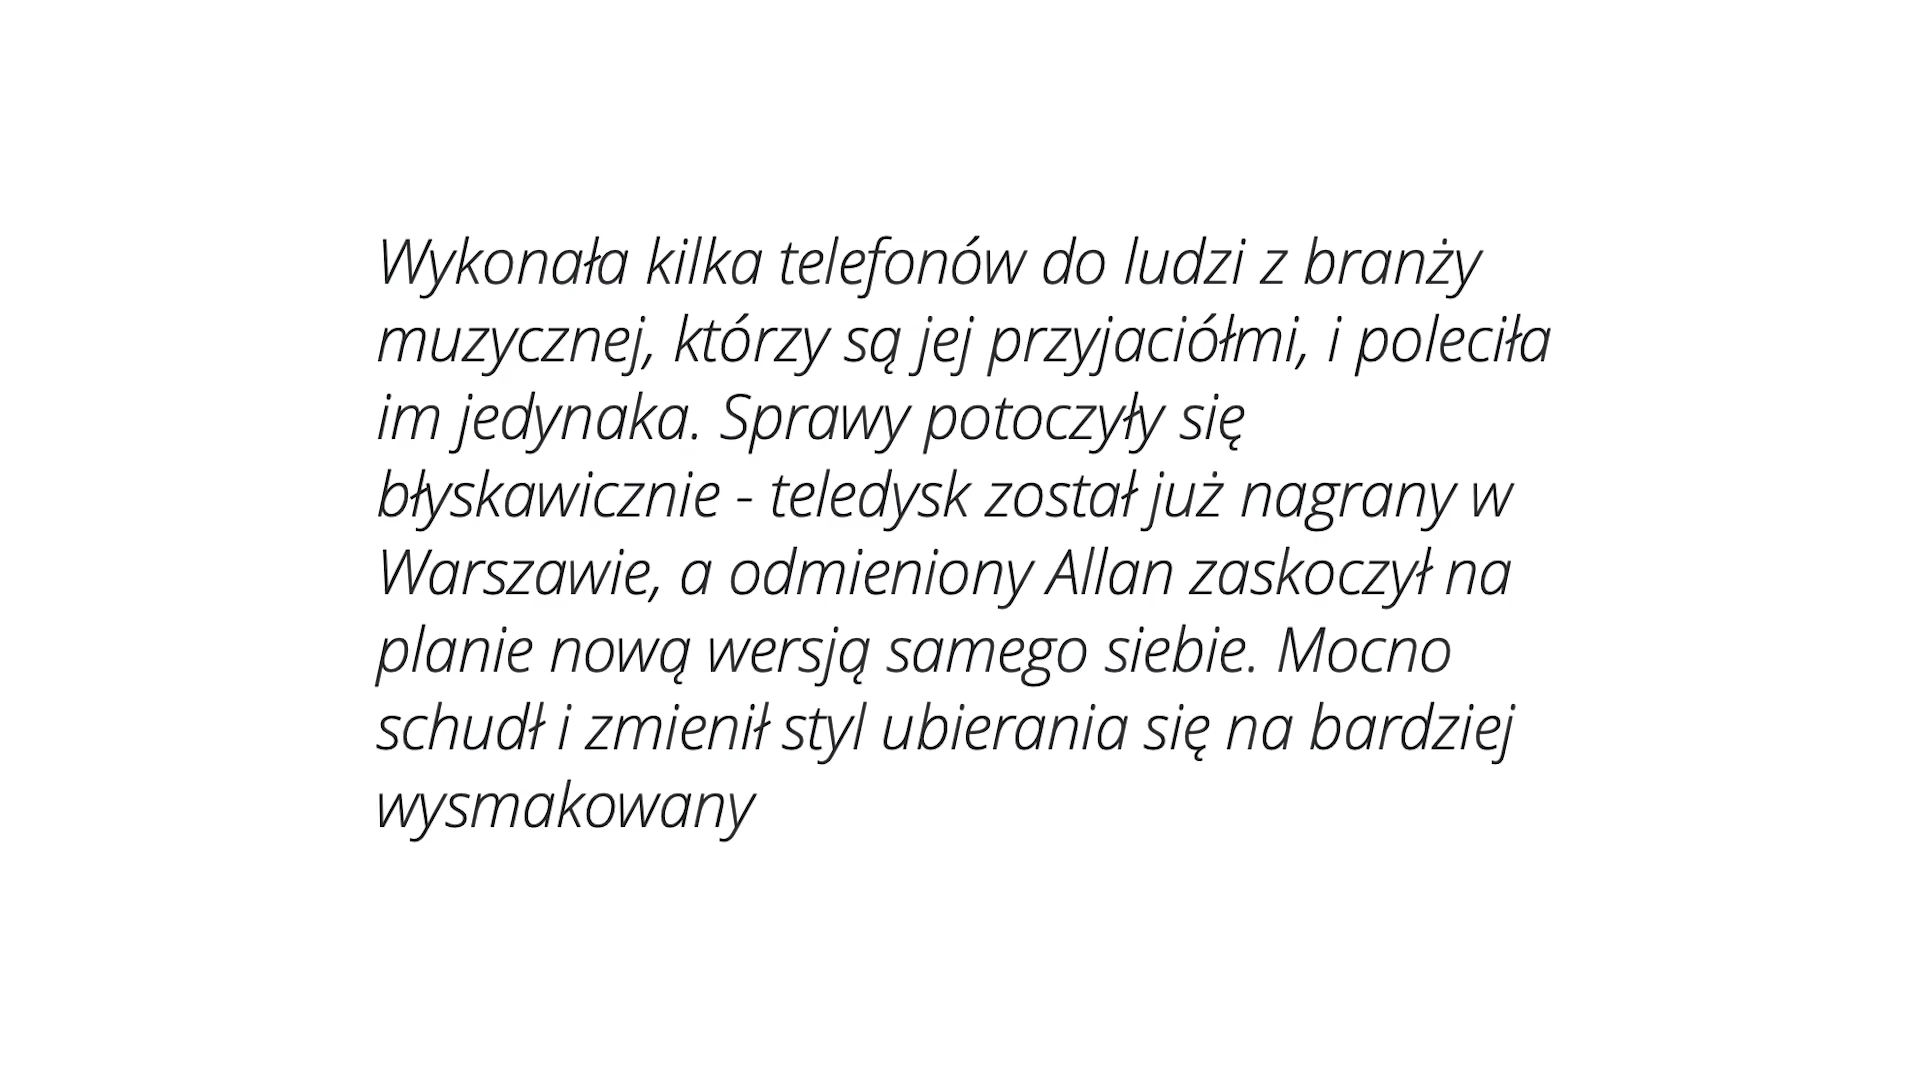 Wykonała kilka telefonów do ludzi z branży
muzycznej, którzy są jej przyjaciółmi, i poleciła
im jedynaka. Sprawy potoczyły się
błyskawicznie - teledysk został już nagrany w
Warszawie, a odmieniony Allan zaskoczył na
planie nową wersją samego siebie. Mocno
schudł i zmienił styl ubierania się na bardziej
wysmakowany